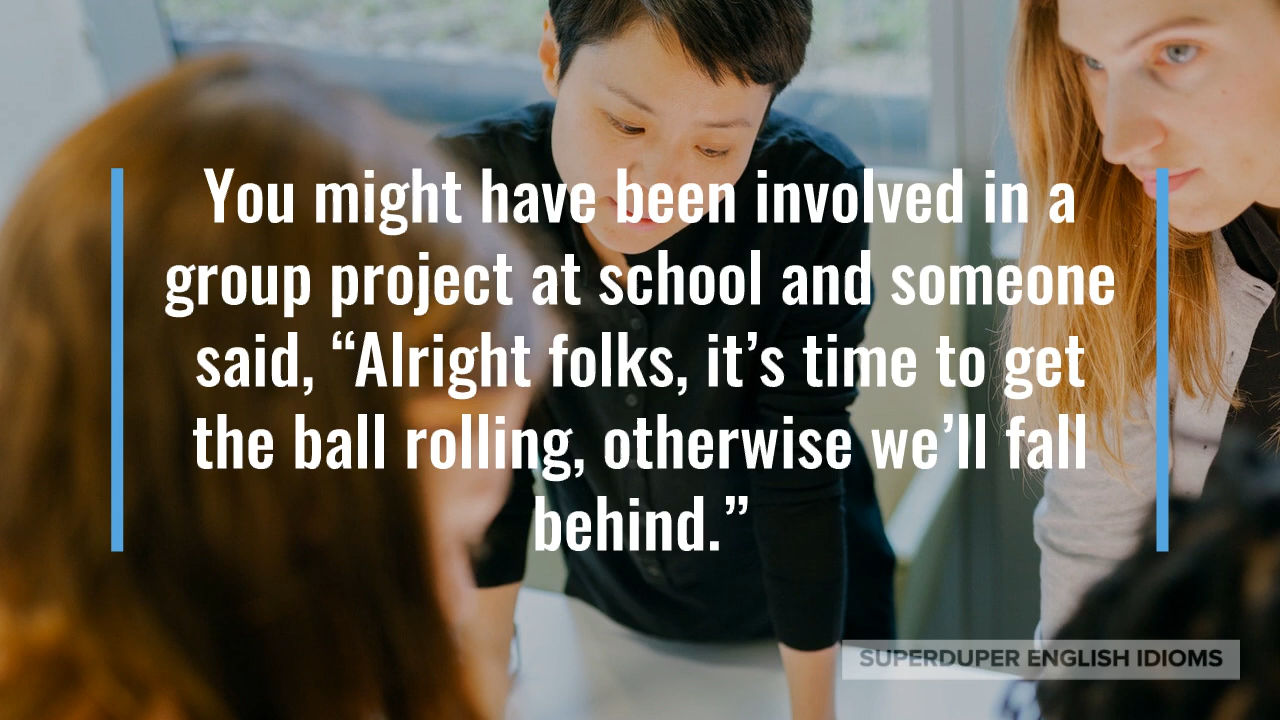 You might have been involved in a
group project at school and someone
said, “Alright folks, it’s time to get
the ball rolling, otherwise we’ll fall
behind.”
SUPERDUPER ENGLISH IDIOMS